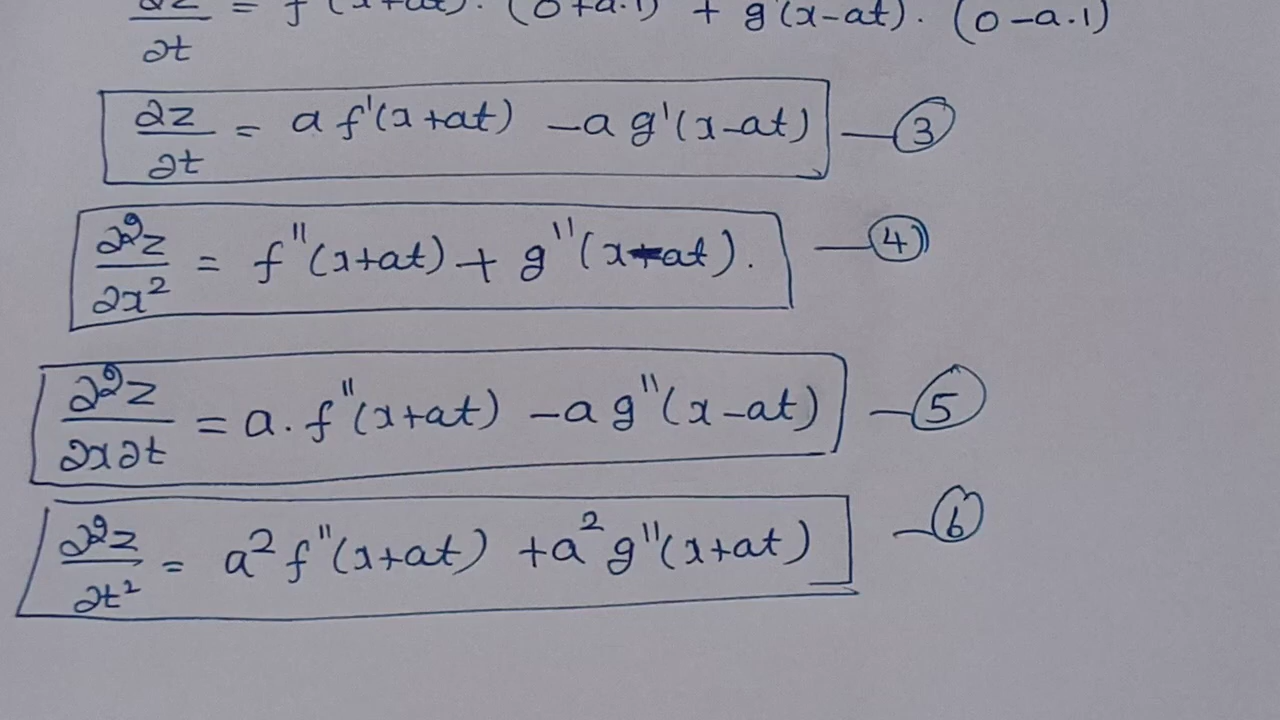 ∂z/∂t = f'(x+at). (0+a.1) + g'(x-at). (0-a.1)
∂z/∂t = a f'(x+at) -a g'(x-at) —③
∂²z/∂x² = f''(x+at) + g''(x-at). —④
∂²z/∂x∂t = a. f''(x+at) -a g''(x-at) —⑤
∂²z/∂t² = a² f''(x+at) +a² g''(x+at) —⑥